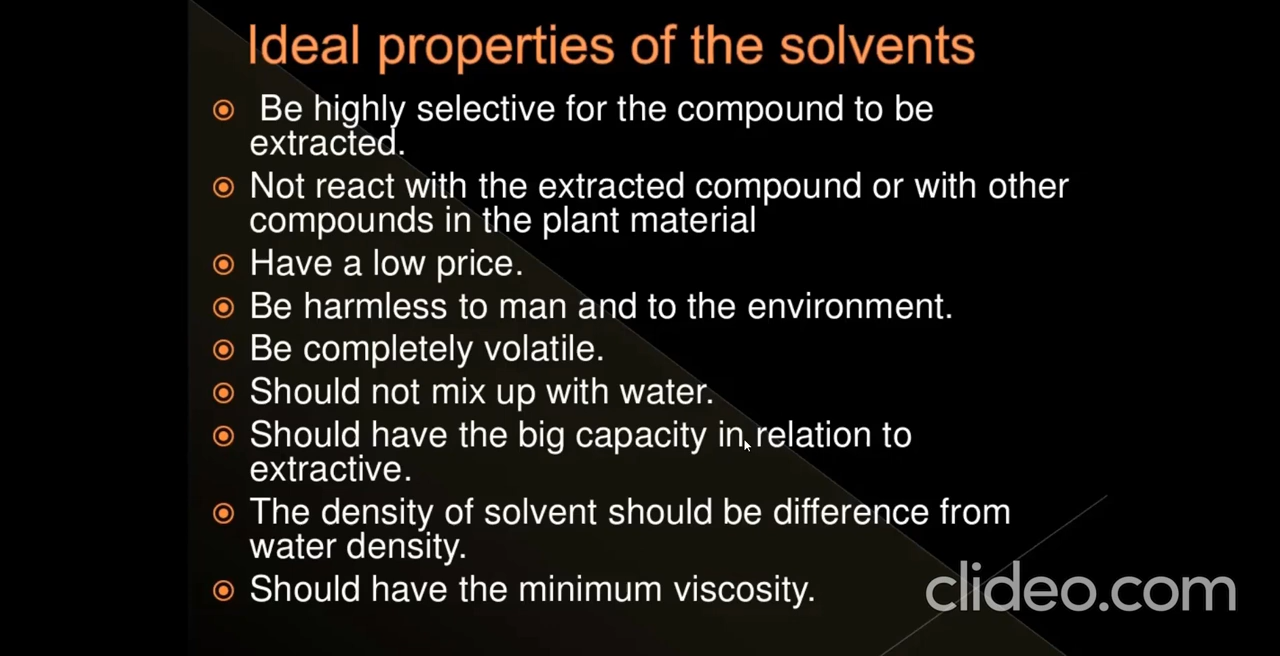 Ideal properties of the solvents
Be highly selective for the compound to be
extracted.
Not react with the extracted compound or with other
compounds in the plant material
Have a low price.
Be harmless to man and to the environment.
Be completely volatile.
Should not mix up with water.
Should have the big capacity in relation to
extractive.
The density of solvent should be difference from
water density.
Should have the minimum viscosity.
clideo.com